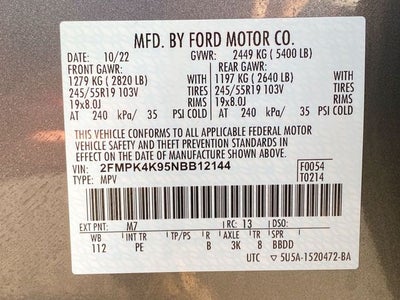 MFD. BY FORD MOTOR CO.
DATE: 10/22 GVWR: 2449 KG (5400 LB)
FRONT GAWR: REAR GAWR:
1279 KG (2820 LB) WITH 1197 KG (2640 LB) WITH
245/55R19 103V TIRES 245/55R19 103V TIRES
19x8.0J RIMS 19x8.0J RIMS
AT 240 kPa/ 35 PSI COLD AT 240 kPa/ 35 PSI COLD
THIS VEHICLE CONFORMS TO ALL APPLICABLE FEDERAL MOTOR
VEHICLE SAFETY AND THEFT PREVENTION STANDARDS
IN EFFECT ON THE DATE OF MANUFACTURE SHOWN ABOVE.
VIN: 2FMPK4K95NBB12144 F0054
TYPE: MPV T0214
EXT PNT: M7 RC: 13 DSO:
WB INT TR TP/PS R AX TR SPR
112 PE B 3K 8 BBDD
UTC 5U5A-1520472-BA